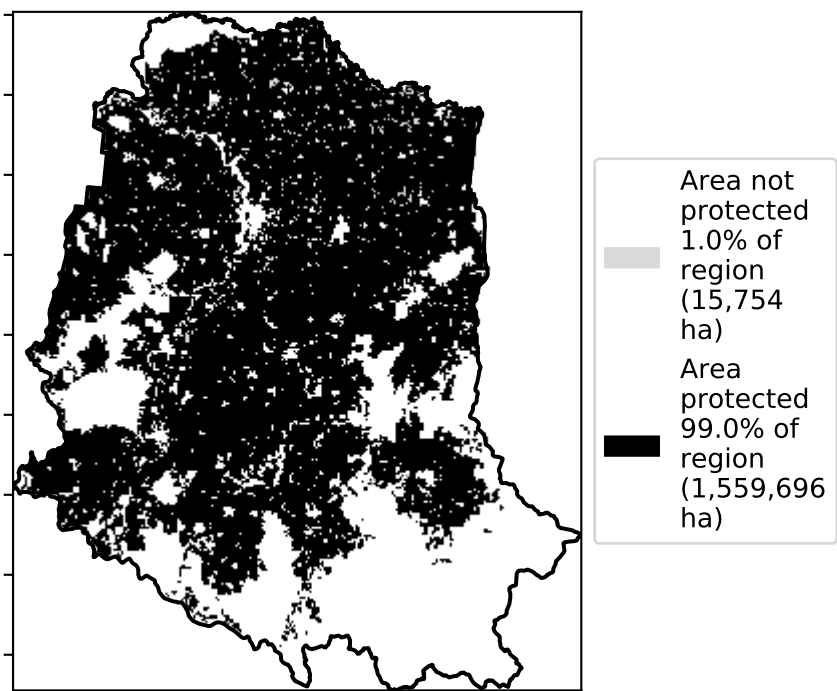 Area not
protected
1.0% of
region
(15,754
ha)
Area
protected
99.0% of
region
(1,559,696
ha)